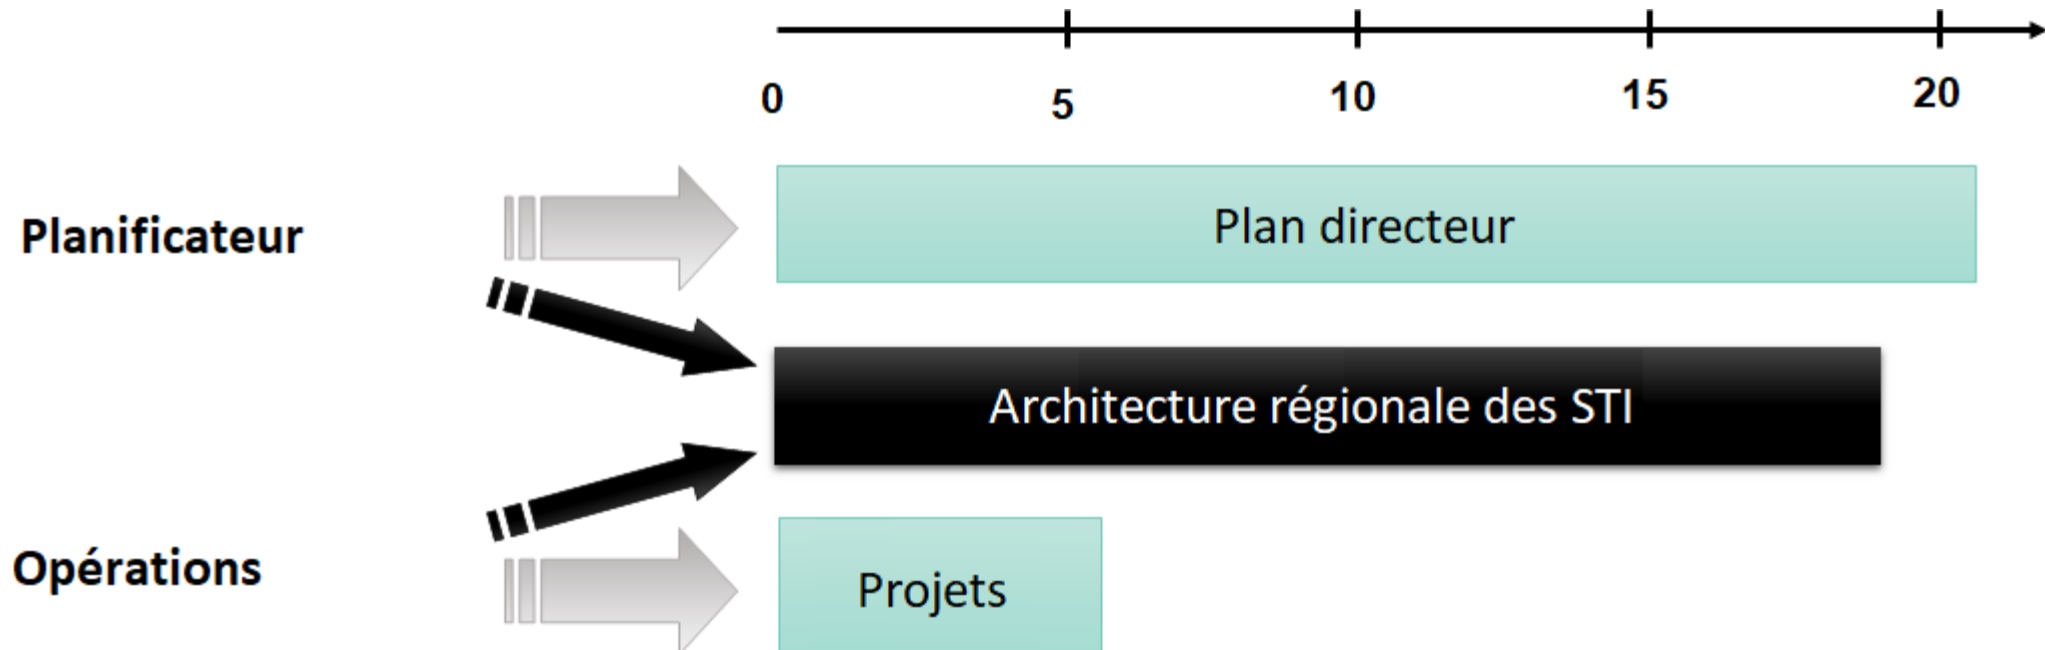 0
5
10
15
20
Planificateur
Plan directeur
Architecture régionale des STI
Opérations
Projets